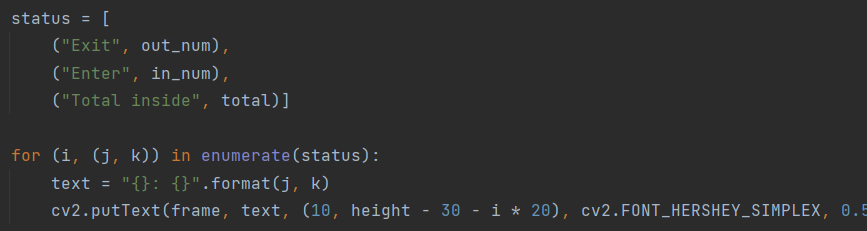 status = [
    ("Exit", out_num),
    ("Enter", in_num),
    ("Total inside", total)]
for (i, (j, k)) in enumerate(status):
    text = "{}: {}".format(j, k)
    cv2.putText(frame, text, (10, height - 30 - i * 20), cv2.FONT_HERSHEY_SIMPLEX, 0.5